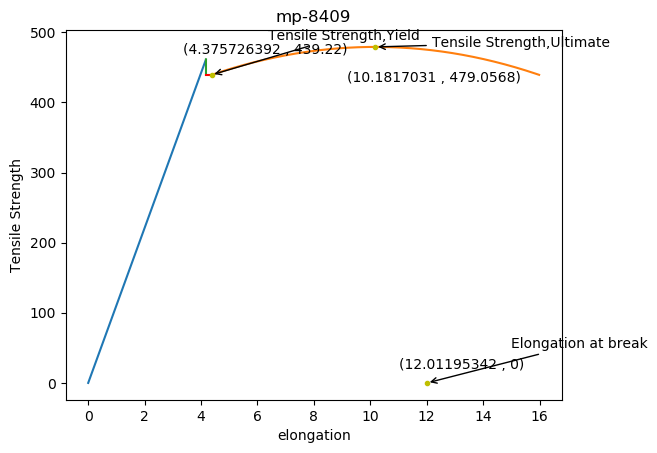 mp-8409
Tensile Strength,Yield
Tensile Strength,Ultimate
(4.375726392 , 439.22)
(10.1817031 , 479.0568)
Elongation at break
(12.01195342 , 0)
Tensile Strength
500
400
300
200
100
0
0 2 4 6 8 10 12 14 16
elongation